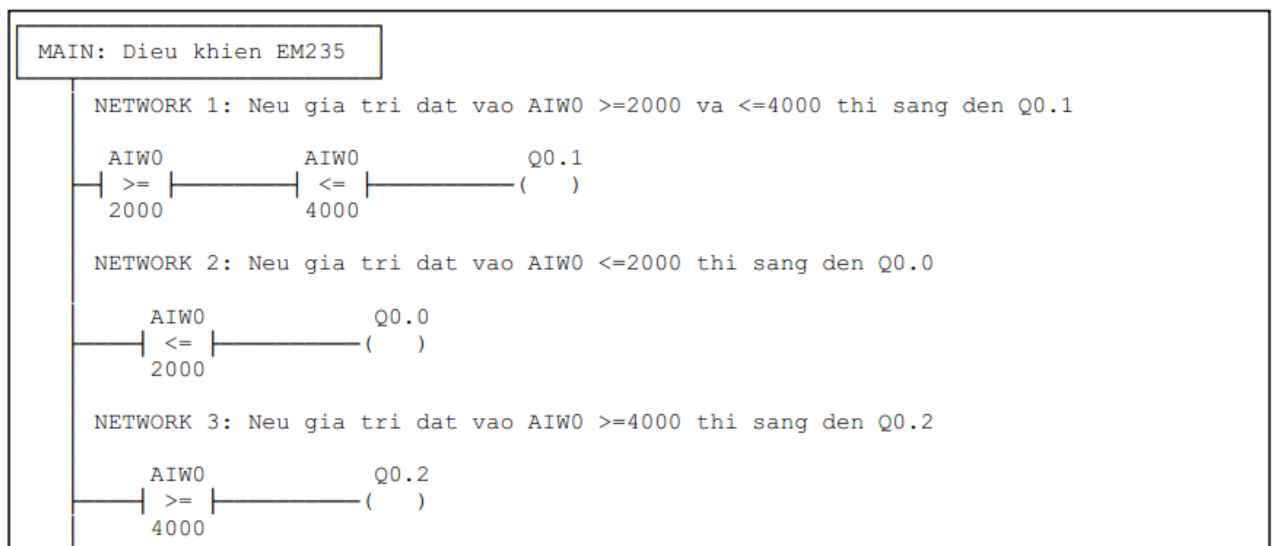 MAIN: Dieu khien EM235
NETWORK 1: Neu gia tri dat vao AIW0 >=2000 va <=4000 thi sang den Q0.1
AIW0 AIW0 Q0.1
>= <= ( )
2000 4000
NETWORK 2: Neu gia tri dat vao AIW0 <=2000 thi sang den Q0.0
AIW0 Q0.0
<= ( )
2000
NETWORK 3: Neu gia tri dat vao AIW0 >=4000 thi sang den Q0.2
AIW0 Q0.2
>= ( )
4000